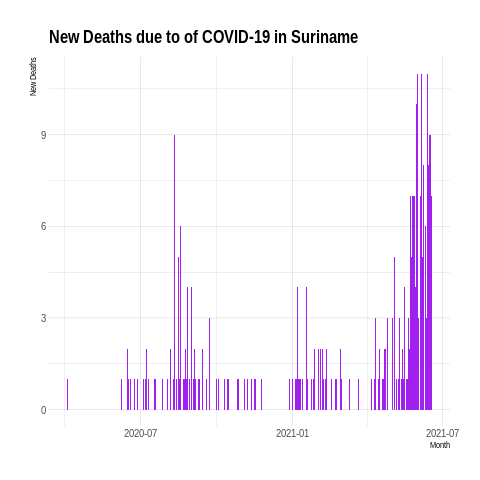 New Deaths due to of COVID-19 in Suriname
New Deaths
9
6
3
0
2020-07
2021-01
2021-07
Month